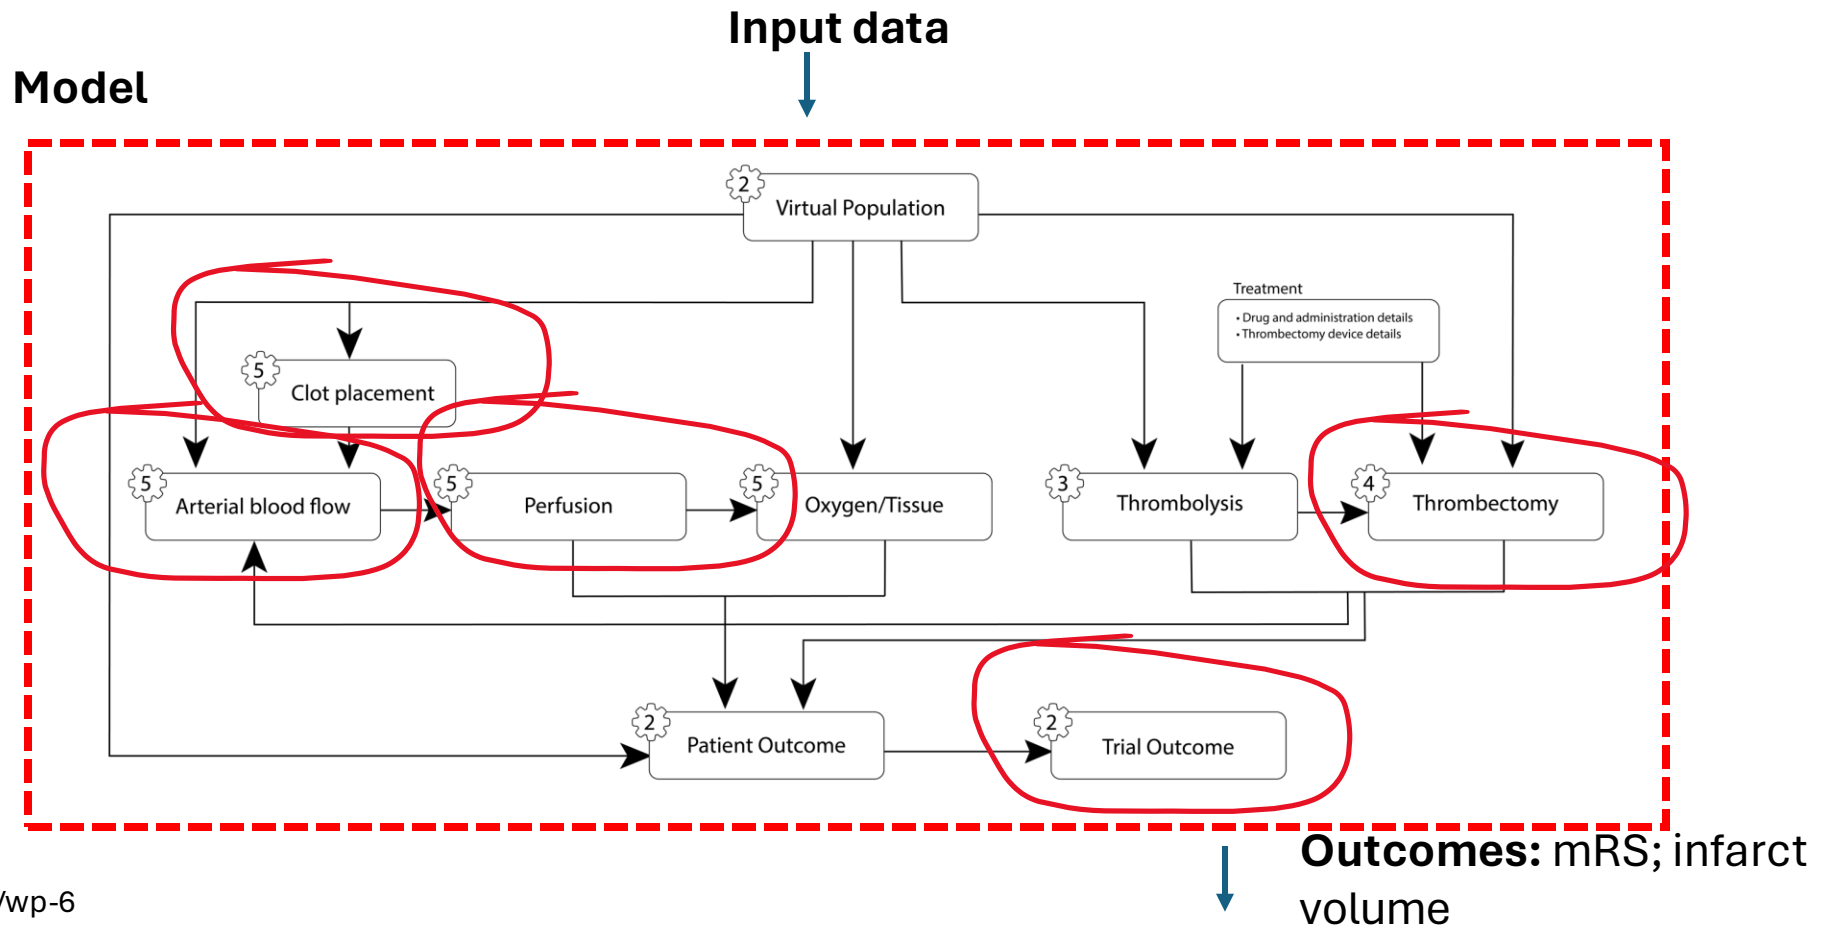 Input data
Model
2
Virtual Population
Treatment
• Drug and administration details
• Thrombectomy device details
5
Clot placement
5
Arterial blood flow
5
Perfusion
5
Oxygen/Tissue
3
Thrombolysis
4
Thrombectomy
2
Patient Outcome
2
Trial Outcome
Outcomes: mRS; infarct
volume
/wp-6